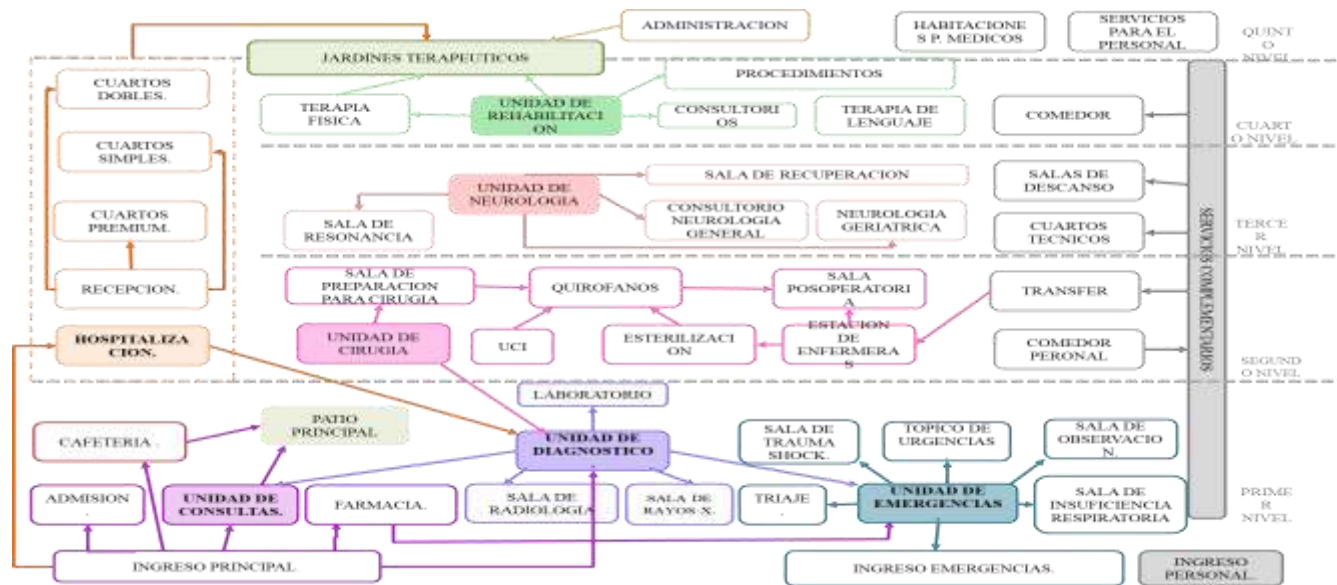 ADMINISTRACION
HABITACIONE
S P. MEDICOS
SERVICIOS
PARA EL
PERSONAL
QUINT
O NIVEL
JARDINES TERAPEUTICOS
CUARTOS
DOBLES.
PROCEDIMIENTOS
TERAPIA
FISICA
UNIDAD DE
REHABILITACI
ON
CONSULTORI
OS
TERAPIA DE
LENGUAJE
COMEDOR
CUART
O NIVEL
CUARTOS
SIMPLES.
SALA DE RECUPERACION
UNIDAD DE
NEUROLOGIA
SALAS DE
DESCANSO
CUARTOS
PREMIUM.
SALA DE
RESONANCIA
CONSULTORIO
NEUROLOGIA
GENERAL
NEUROLOGIA
GERIATRICA
CUARTOS
TECNICOS
TERCE
R
NIVEL
SERVICIOS COMPLEMENTARIOS
RECEPCION.
SALA DE
PREPARACION
PARA CIRUGIA
QUIROFANOS
SALA
POSOPERATORI
A
TRANSFER
HOSPITALIZA
CION.
UNIDAD DE
CIRUGIA
UCI
ESTERILIZACI
ON
ESTACION DE
ENFERMERA
S
COMEDOR
PERONAL
SEGUND
O NIVEL
LABORATORIO
CAFETERIA .
PATIO
PRINCIPAL
UNIDAD DE
DIAGNOSTICO
.
SALA DE
TRAUMA
SHOCK.
TOPICO DE
URGENCIAS
.
SALA DE
OBSERVACIO
N.
ADMISION
.
UNIDAD DE
CONSULTAS.
FARMACIA.
SALA DE
RADIOLOGIA
SALA DE
RAYOS X.
TRIAJE
.
UNIDAD DE
EMERGENCIAS
SALA DE
INSUFICIENCIA
RESPIRATORIA
PRIME
R
NIVEL
INGRESO PRINCIPAL
INGRESO EMERGENCIAS.
INGRESO
PERSONAL